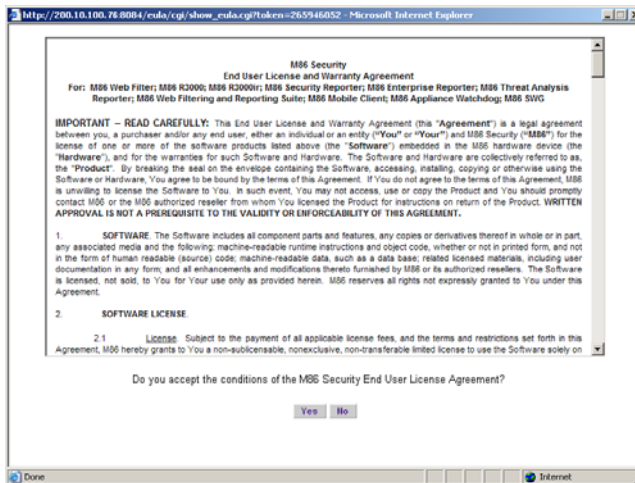 http://200.10.100.76:8084/eula/cgi/show_eula.cgi?token=265946052 - Microsoft Internet Explorer
M86 Security
End User License and Warranty Agreement
For: M86 Web Filter; M86 R3000; M86 R3000ir; M86 Security Reporter; M86 Enterprise Reporter; M86 Threat Analysis
Reporter; M86 Web Filtering and Reporting Suite; M86 Mobile Client; M86 Appliance Watchdog; M86 SWG
IMPORTANT – READ CAREFULLY: This End User License and Warranty Agreement (this "Agreement") is a legal agreement
between you, a purchaser and/or any end user, either an individual or an entity ("You" or "Your") and M86 Security ("M86") for the
license of one or more of the software products listed above (the "Software") embedded in the M86 hardware device (the
"Hardware"), and for the warranties for such Software and Hardware. The Software and Hardware are collectively referred to as,
the "Product". By breaking the seal on the envelope containing the Software, accessing, installing, copying or otherwise using the
Software or Hardware, You agree to be bound by the terms of this Agreement. If You do not agree to the terms of this Agreement, M86
is unwilling to license the Software to You. In such event, You may not access, use or copy the Product and You should promptly
contact M86 or the M86 authorized reseller from whom You licensed the Product for instructions on return of the Product. WRITTEN
APPROVAL IS NOT A PREREQUISITE TO THE VALIDITY OR ENFORCEABILITY OF THIS AGREEMENT.
1. SOFTWARE. The Software includes all component parts and features, any copies or derivatives thereof in whole or in part,
any associated media and the following: machine-readable runtime instructions and object code, whether or not in printed form, and not
in the form of human readable (source) code; machine-readable data, such as a data base; related licensed materials, including user
documentation in any form; and all enhancements and modifications thereto furnished by M86 or its authorized resellers. The Software
is licensed, not sold, to You for Your use only as provided herein. M86 reserves all rights not expressly granted to You under this
Agreement.
2. SOFTWARE LICENSE.
2.1 License. Subject to the payment of all applicable license fees, and the terms and restrictions set forth in this
Agreement, M86 hereby grants to You a non-sublicensable, nonexclusive, non-transferable limited license to use the Software solely on
Do you accept the conditions of the M86 Security End User License Agreement?
Yes No
Done Internet